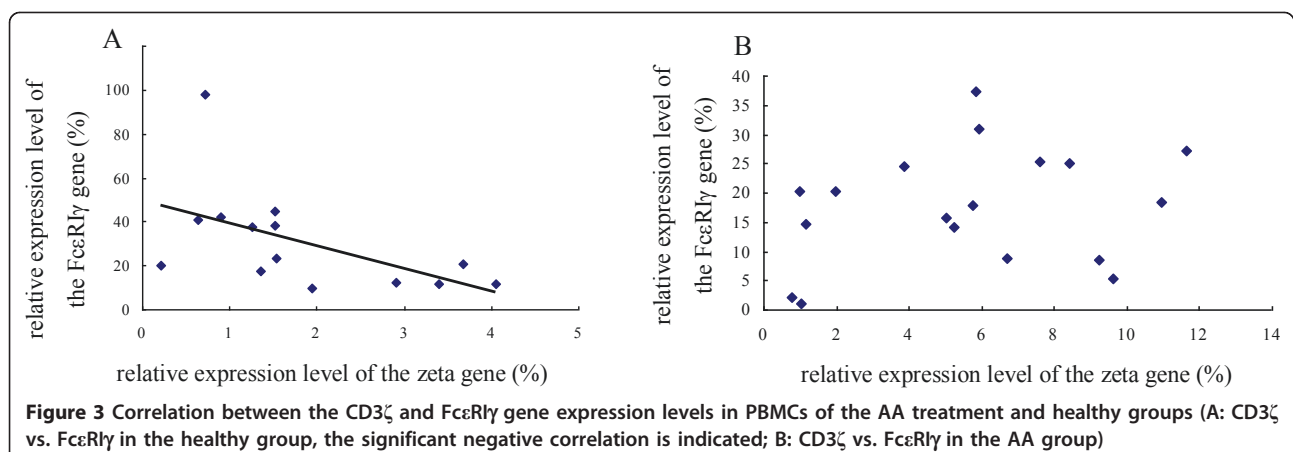 A
relative expression level of
the FcεRIγ gene (%)
100
80
60
40
20
0
0 1 2 3 4 5
relative expression level of the zeta gene (%)
B
relative expression level of
the FcεRIγ gene (%)
40
35
30
25
20
15
10
5
0
0 2 4 6 8 10 12 14
relative expression level of the zeta gene (%)
Figure 3 Correlation between the CD3ζ and FcεRIγ gene expression levels in PBMCs of the AA treatment and healthy groups (A: CD3ζ
vs. FcεRIγ in the healthy group, the significant negative correlation is indicated; B: CD3ζ vs. FcεRIγ in the AA group)